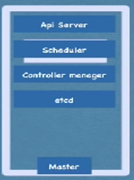 Api Server
Scheduler
Controller meneger
etcd
Master